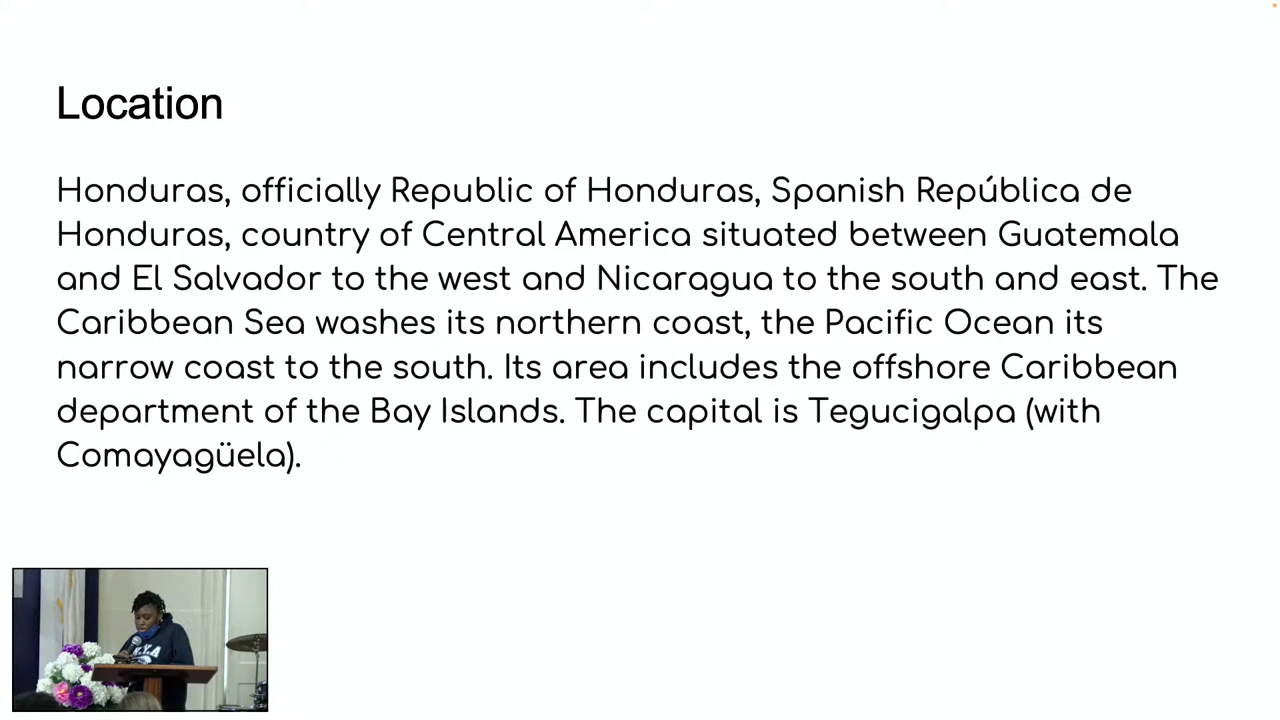 Location
Honduras, officially Republic of Honduras, Spanish República de
Honduras, country of Central America situated between Guatemala
and El Salvador to the west and Nicaragua to the south and east. The
Caribbean Sea washes its northern coast, the Pacific Ocean its
narrow coast to the south. Its area includes the offshore Caribbean
department of the Bay Islands. The capital is Tegucigalpa (with
Comayagüela).